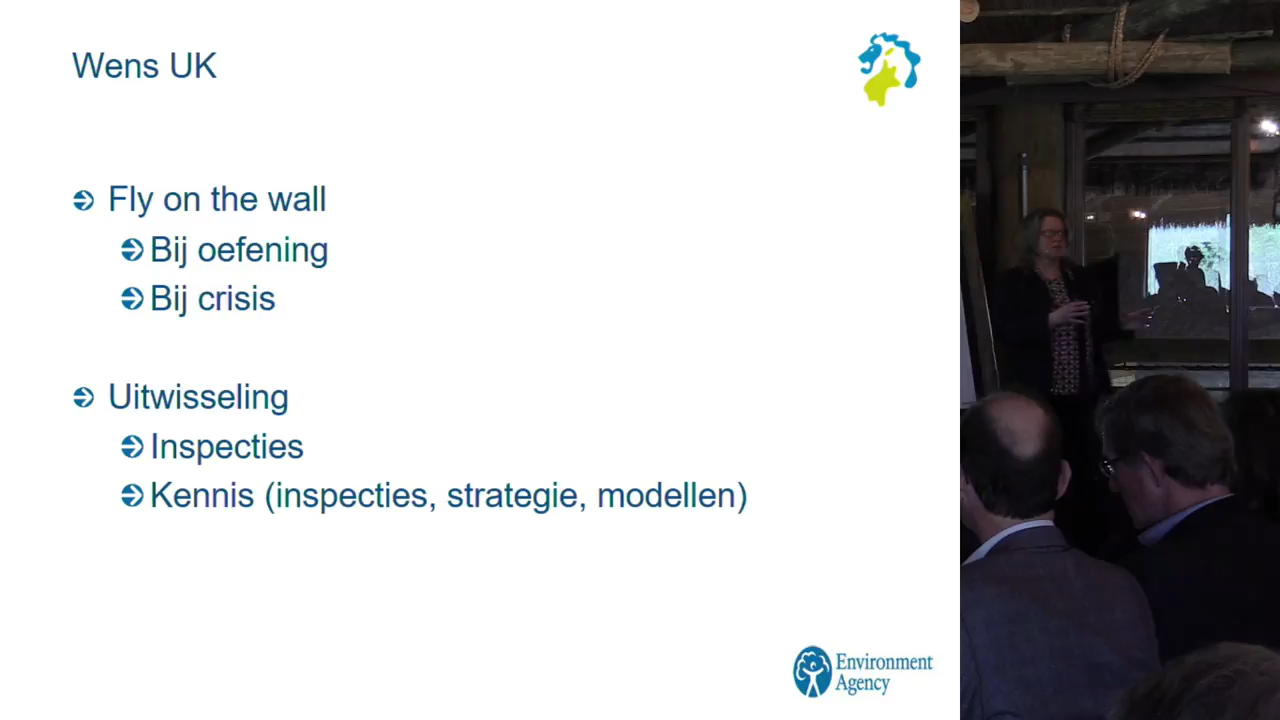 Wens UK
Fly on the wall
Bij oefening
Bij crisis
Uitwisseling
Inspecties
Kennis (inspecties, strategie, modellen)
Environment
Agency